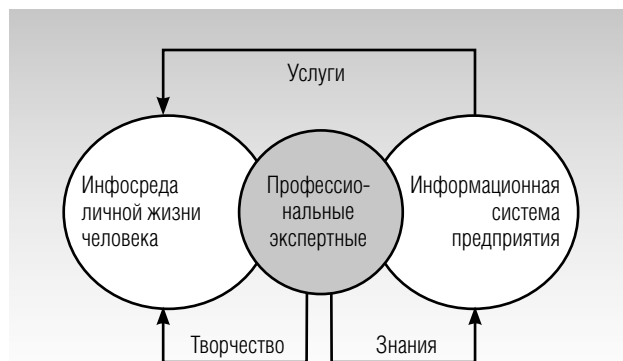 Услуги
Инфосреда
личной жизни
человека
Профессио-
нальные
экспертные
Информационная
система
предприятия
Творчество
Знания